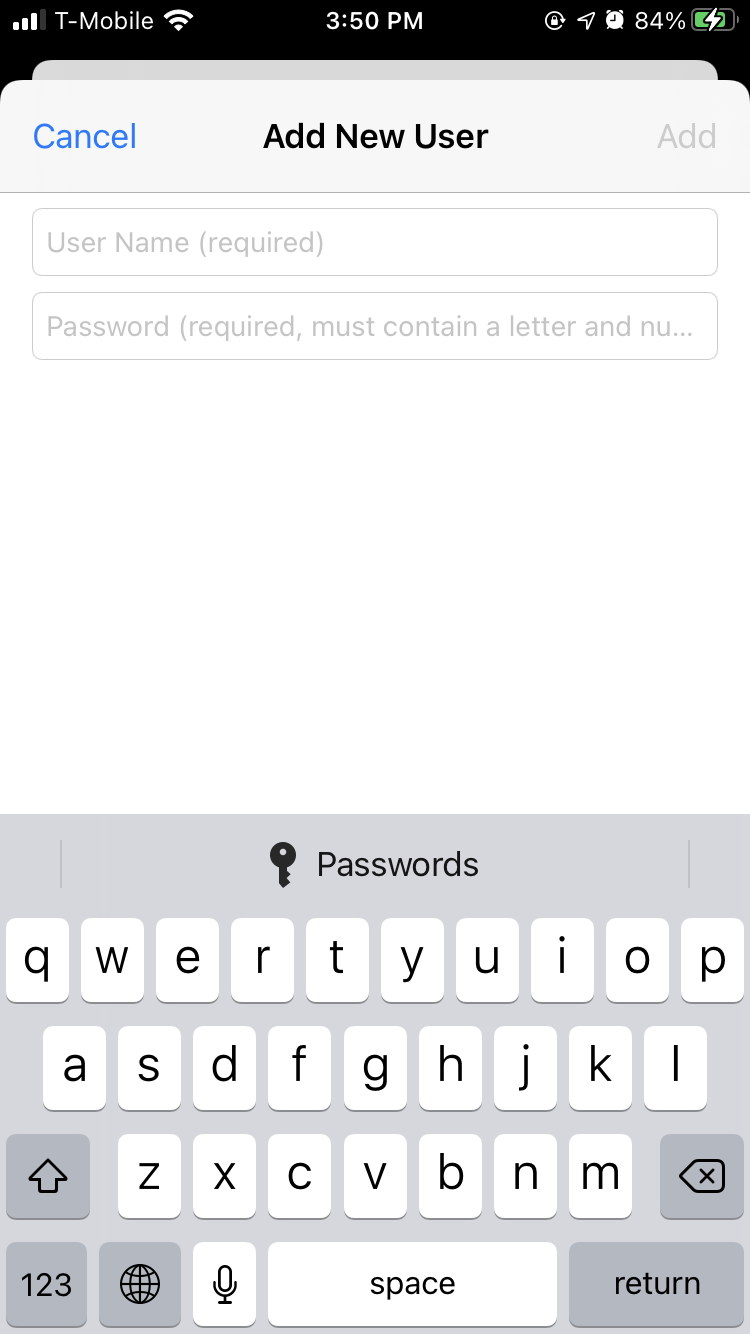 T-Mobile 3:50 PM 84%
Cancel Add New User Add
User Name (required)
Password (required, must contain a letter and nu...
Passwords
q w e r t y u i o p
a s d f g h j k l
z x c v b n m
123 space return